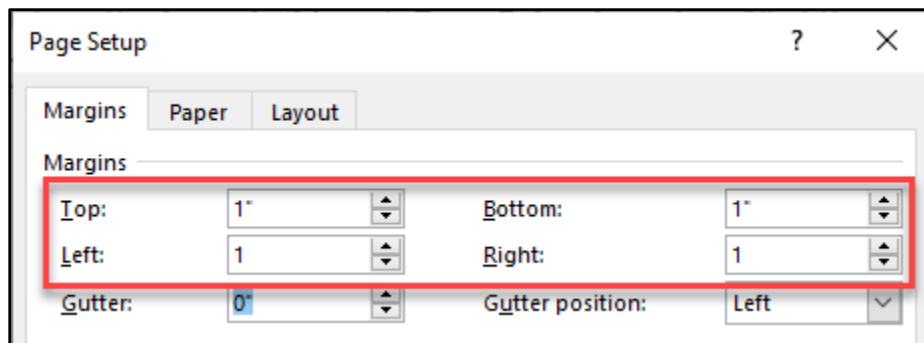 Page Setup ? ×
Margins Paper Layout
Margins
Top: 1" Bottom: 1"
Left: 1 Right: 1
Gutter: 0" Gutter position: Left